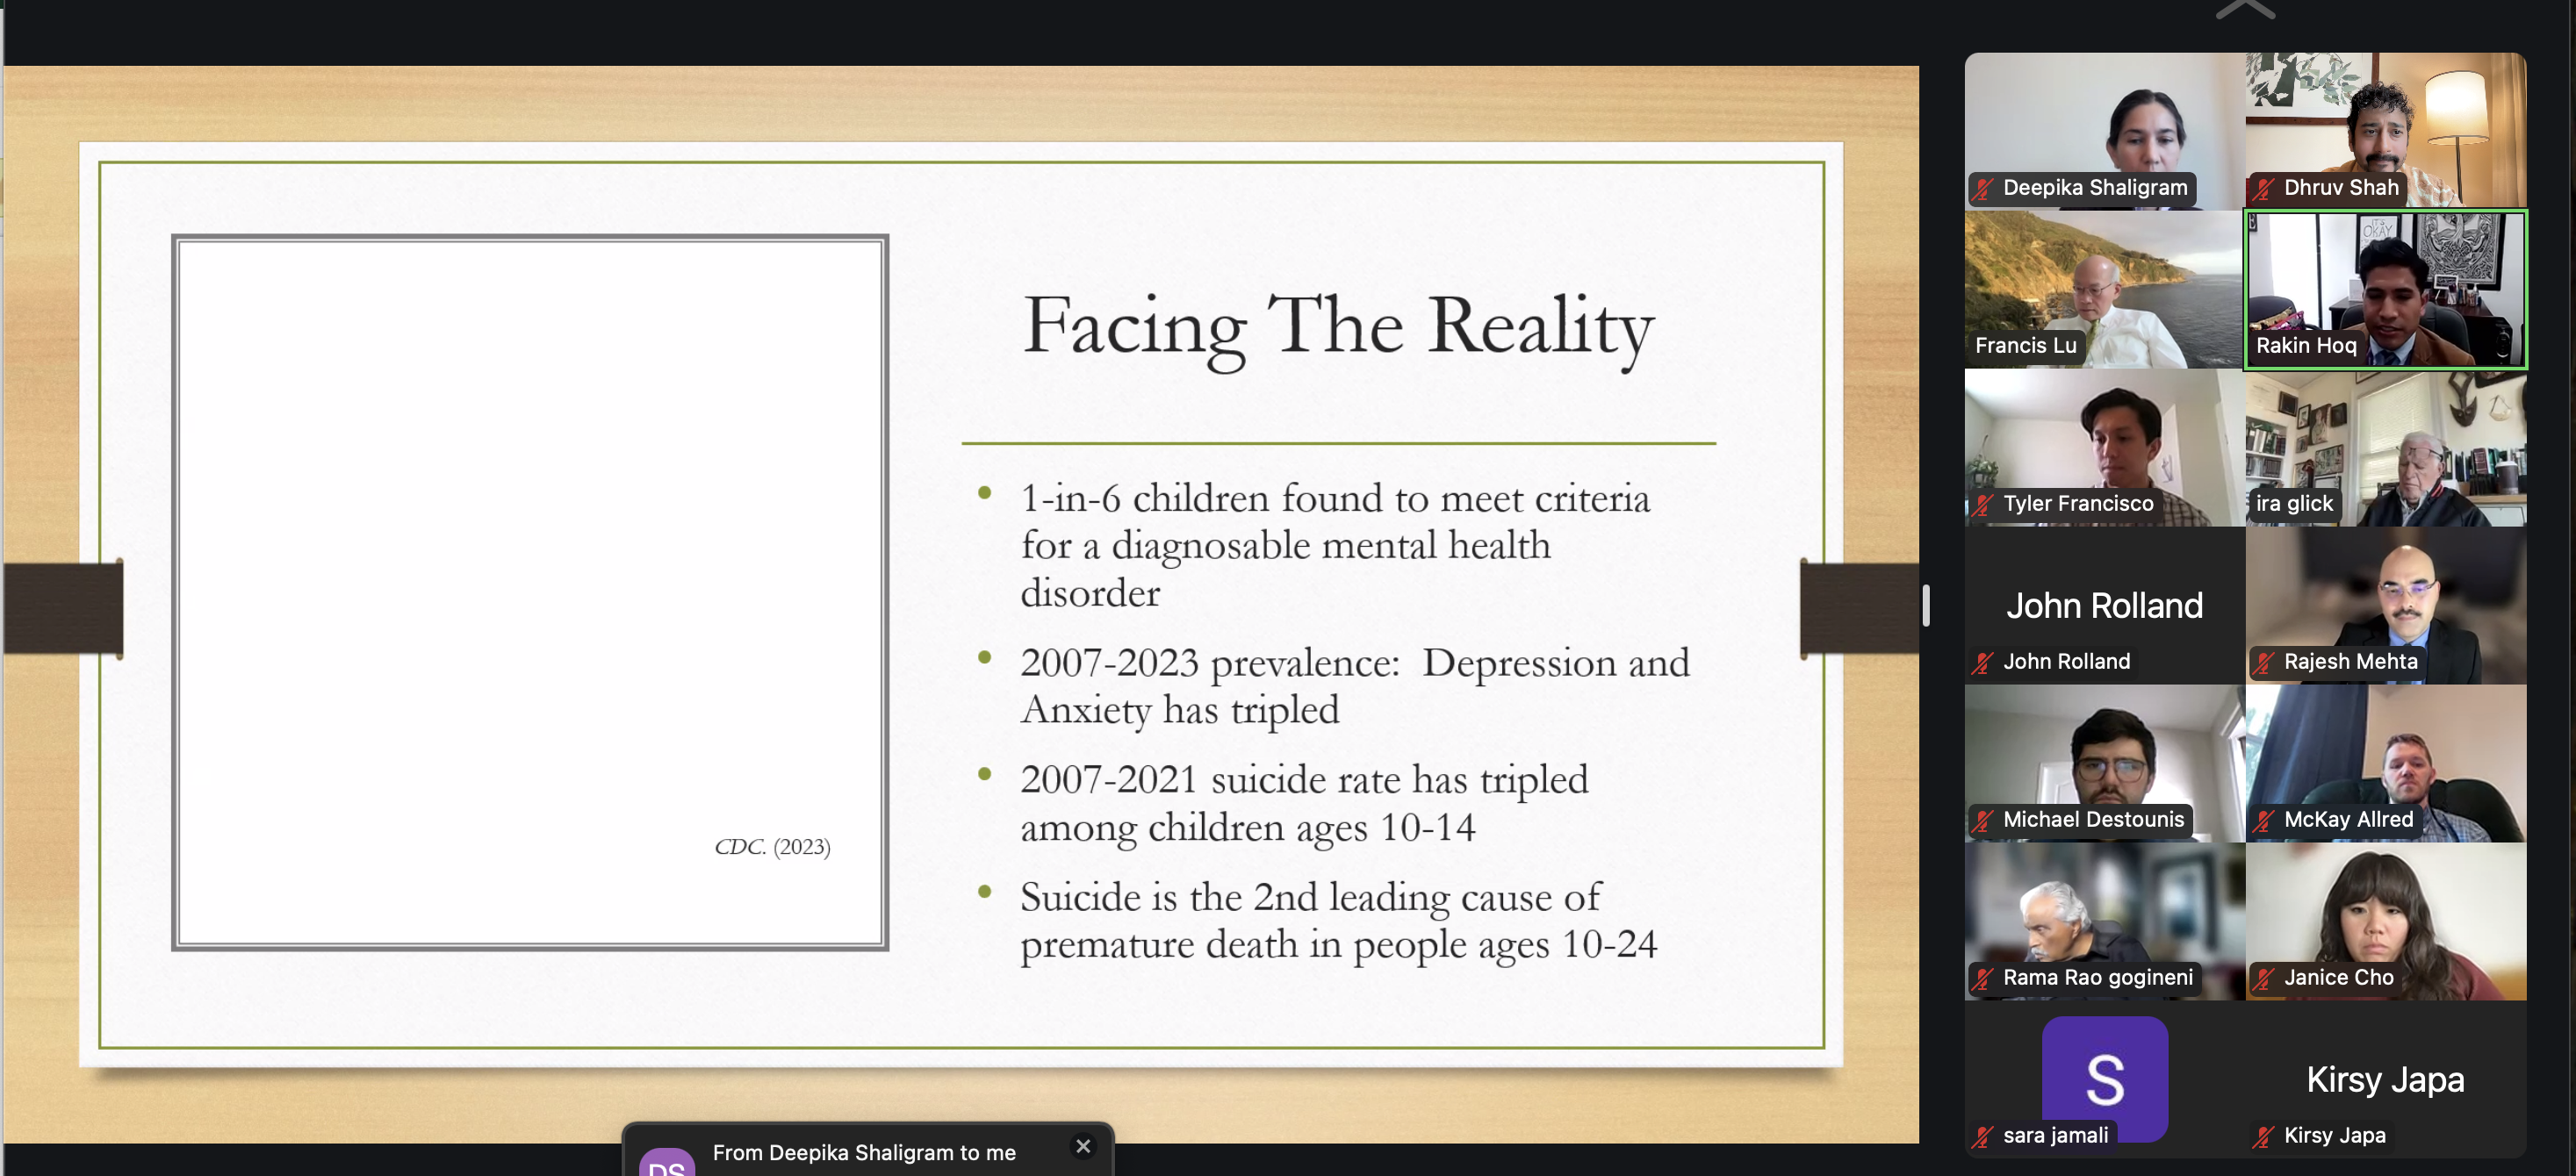 Facing The Reality
1-in-6 children found to meet criteria
for a diagnosable mental health
disorder
2007-2023 prevalence:  Depression and
Anxiety has tripled
2007-2021 suicide rate has tripled
among children ages 10-14
Suicide is the 2nd leading cause of
premature death in people ages 10-24
CDC. (2023)
DS
From Deepika Shaligram to me
Deepika Shaligram
Dhruv Shah
Francis Lu
IT'S
OKAY
Rakin Hoq
Tyler Francisco
ira glick
John Rolland
John Rolland
Rajesh Mehta
Michael Destounis
McKay Allred
Rama Rao gogineni
Janice Cho
S
sara jamali
Kirsy Japa
Kirsy Japa